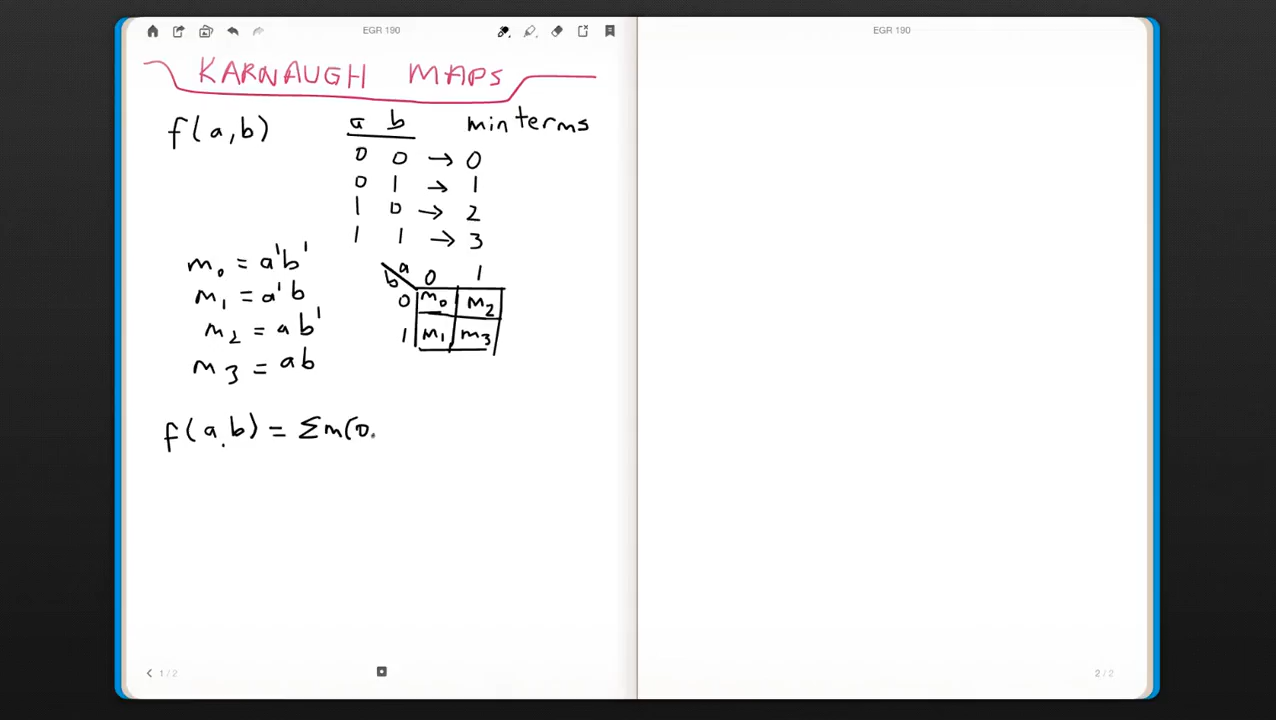 EGR 190
EGR 190
KARNAUGH MAPS
f(a,b)
a b minterms
0 0 → 0
0 1 → 1
1 0 → 2
1 1 → 3
m₀ = a'b'
m₁ = a'b
m₂ = ab'
m₃ = ab
a 0 1
b
0 m₀ m₂
1 m₁ m₃
f(a,b) = Σm(0,
1 / 2
2 / 2